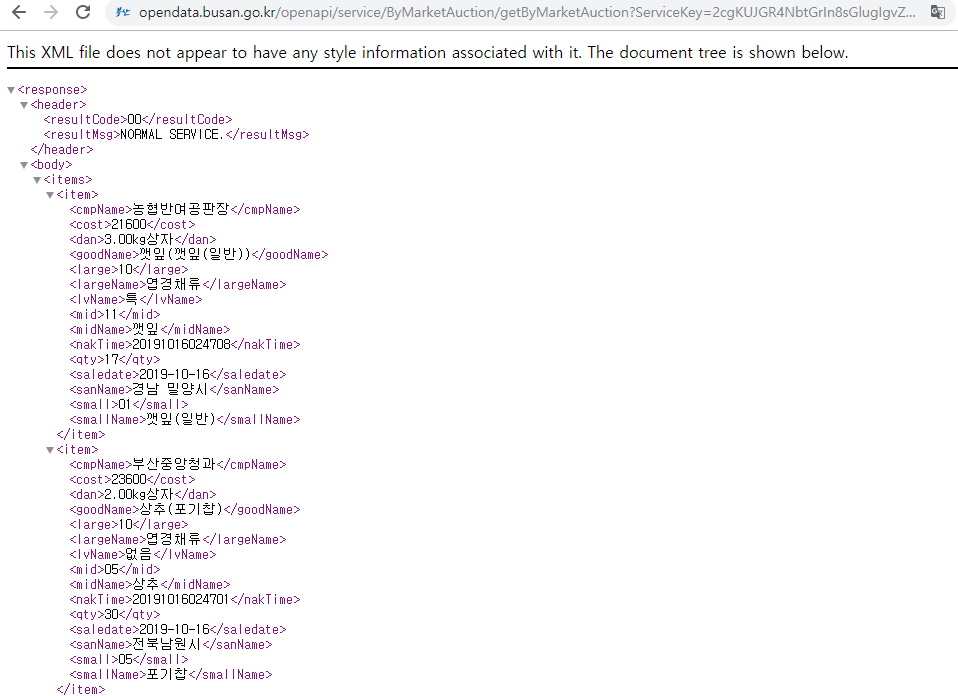 opendata.busan.go.kr/openapi/service/ByMarketAuction/getByMarketAuction?ServiceKey=2cgKUJGR4NbtGrIn8sGlugIgvZ...
This XML file does not appear to have any style information associated with it. The document tree is shown below.
▼<response>
▼<header>
<resultCode>00</resultCode>
<resultMsg>NORMAL SERVICE.</resultMsg>
</header>
▼<body>
▼<items>
▼<item>
<cmpName>농협반여공판장</cmpName>
<cost>21600</cost>
<dan>3.00kg상자</dan>
<goodName>깻잎(깻잎(일반))</goodName>
<large>10</large>
<largeName>엽경채류</largeName>
<lvName>특</lvName>
<mid>11</mid>
<midName>깻잎</midName>
<nakTime>20191016024708</nakTime>
<qty>17</qty>
<saledate>2019-10-16</saledate>
<sanName>경남 밀양시</sanName>
<small>01</small>
<smallName>깻잎(일반)</smallName>
</item>
▼<item>
<cmpName>부산중앙청과</cmpName>
<cost>23600</cost>
<dan>2.00kg상자</dan>
<goodName>상추(포기찹)</goodName>
<large>10</large>
<largeName>엽경채류</largeName>
<lvName>없음</lvName>
<mid>05</mid>
<midName>상추</midName>
<nakTime>20191016024701</nakTime>
<qty>30</qty>
<saledate>2019-10-16</saledate>
<sanName>전북남원시</sanName>
<small>05</small>
<smallName>포기찹</smallName>
</item>